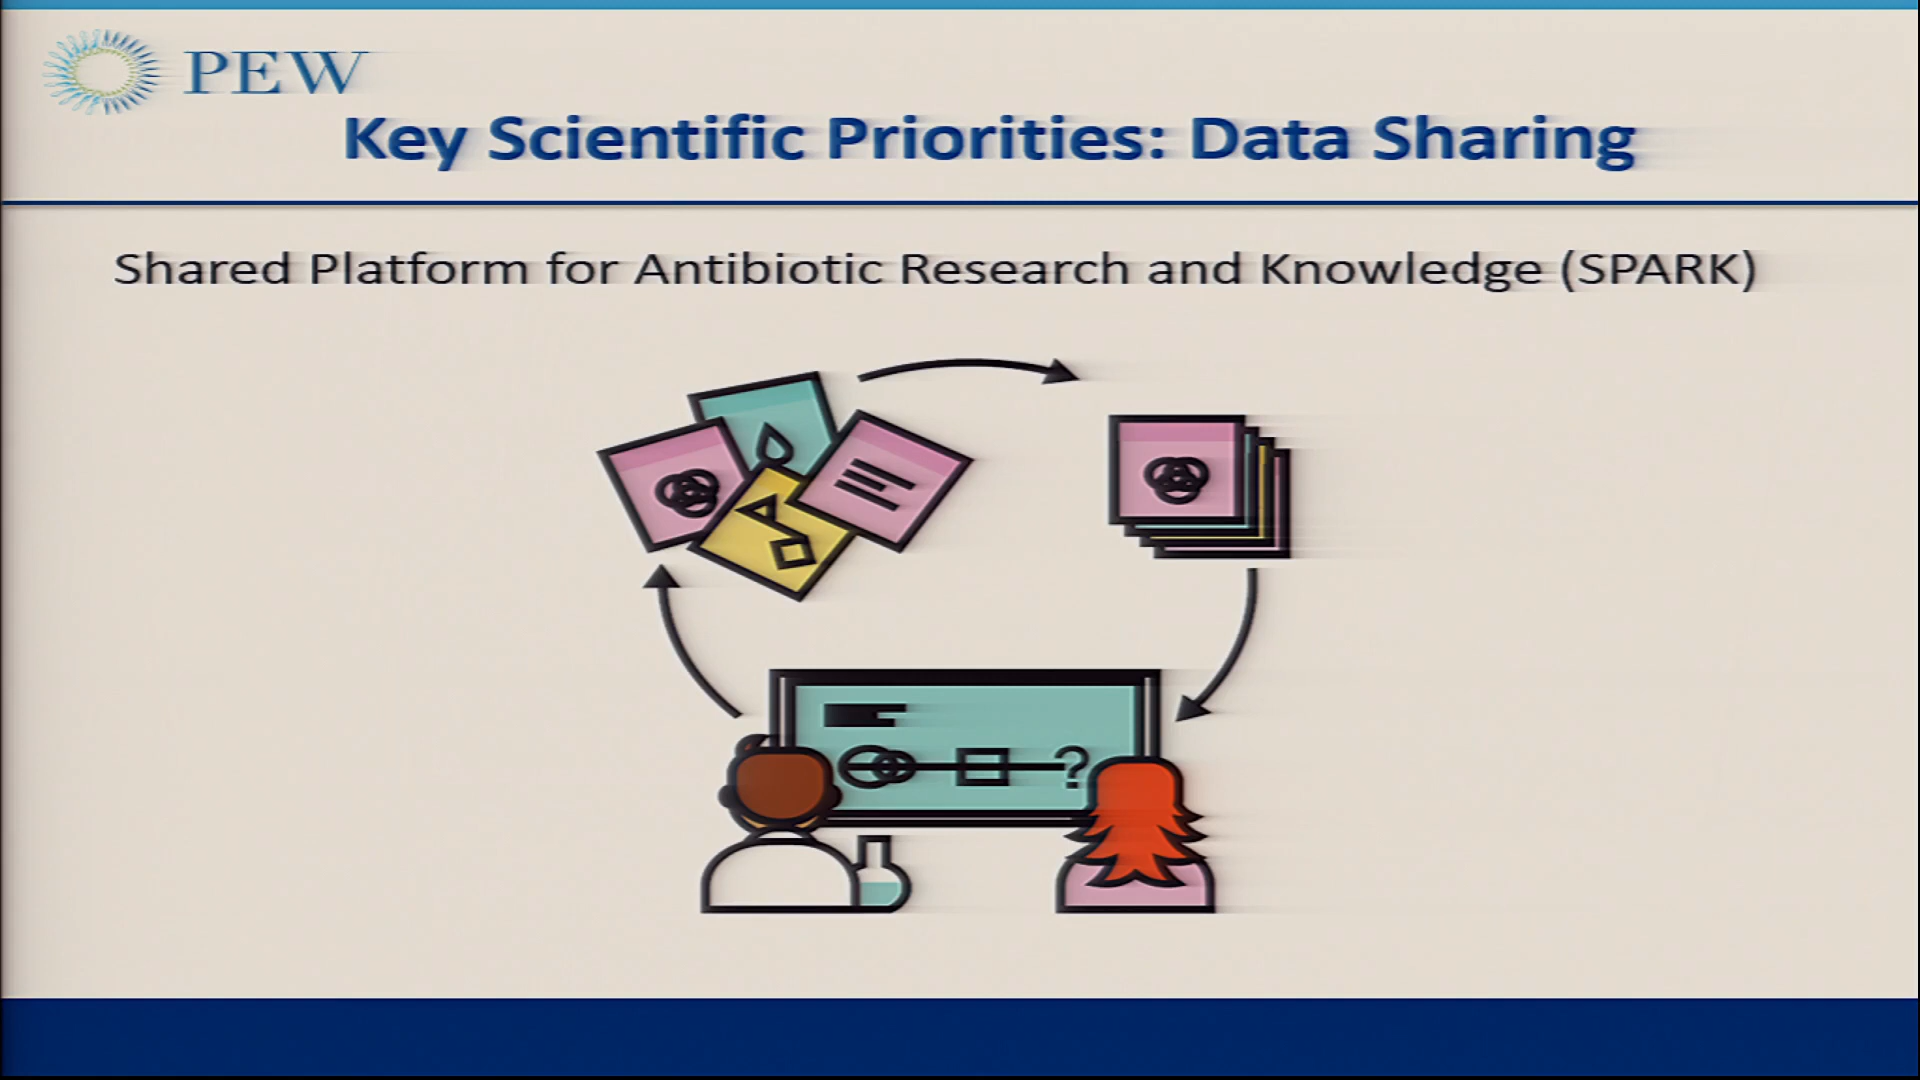 PEW
Key Scientific Priorities: Data Sharing
Shared Platform for Antibiotic Research and Knowledge (SPARK)
?